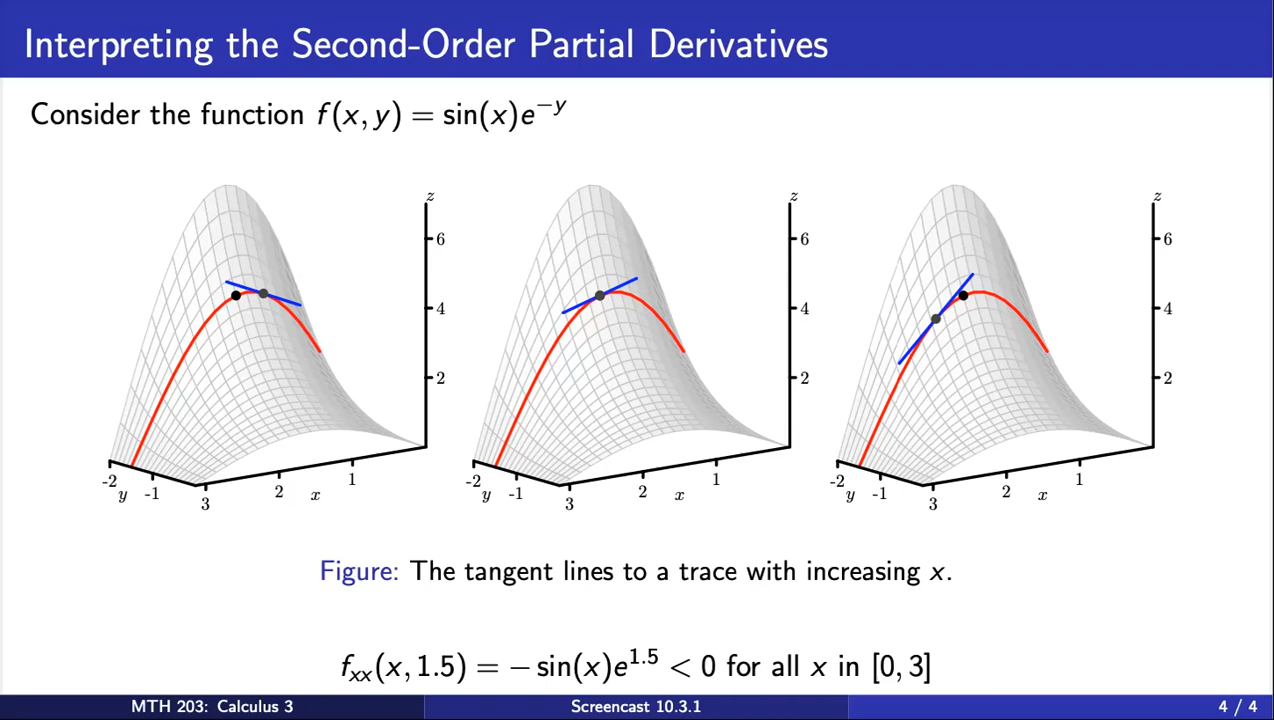 Interpreting the Second-Order Partial Derivatives
Consider the function f(x, y) = sin(x)e^{−y}
z
6
4
2
-2
y
-1
3
2
x
1
z
6
4
2
-2
y
-1
3
2
x
1
z
6
4
2
-2
y
-1
3
2
x
1
Figure: The tangent lines to a trace with increasing x.
f_{xx}(x, 1.5) = − sin(x)e^{1.5} < 0 for all x in [0, 3]
MTH 203: Calculus 3
Screencast 10.3.1
4 / 4